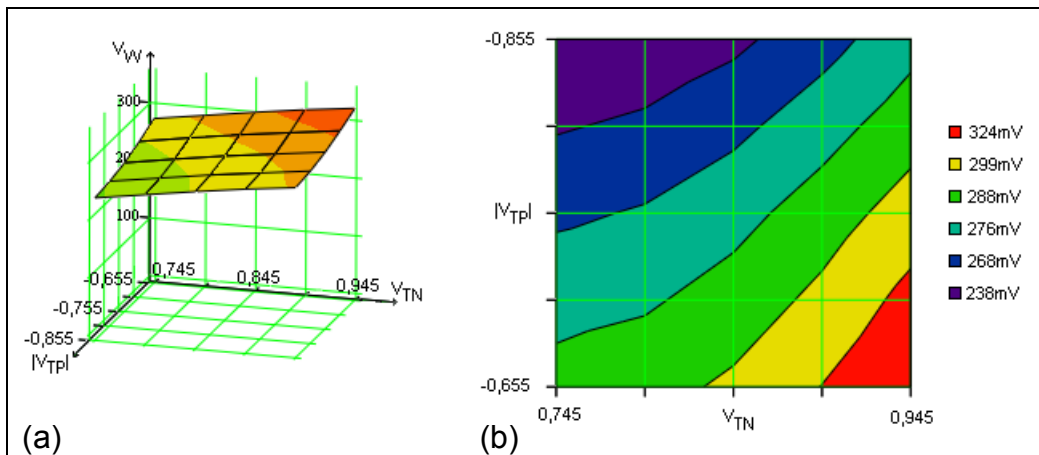 V_W
300
200
100
0,745
0,845
0,945
V_TN
-0,655
-0,755
-0,855
|V_TP|
(a)
-0,855
|V_TP|
-0,655
0,745
V_TN
0,945
324mV
299mV
288mV
276mV
268mV
238mV
(b)